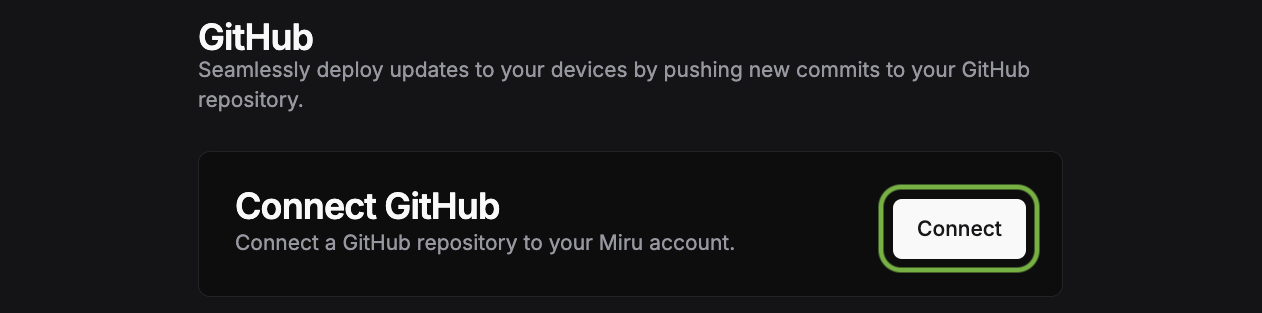 GitHub
Seamlessly deploy updates to your devices by pushing new commits to your GitHub
repository.
Connect GitHub
Connect a GitHub repository to your Miru account.
Connect